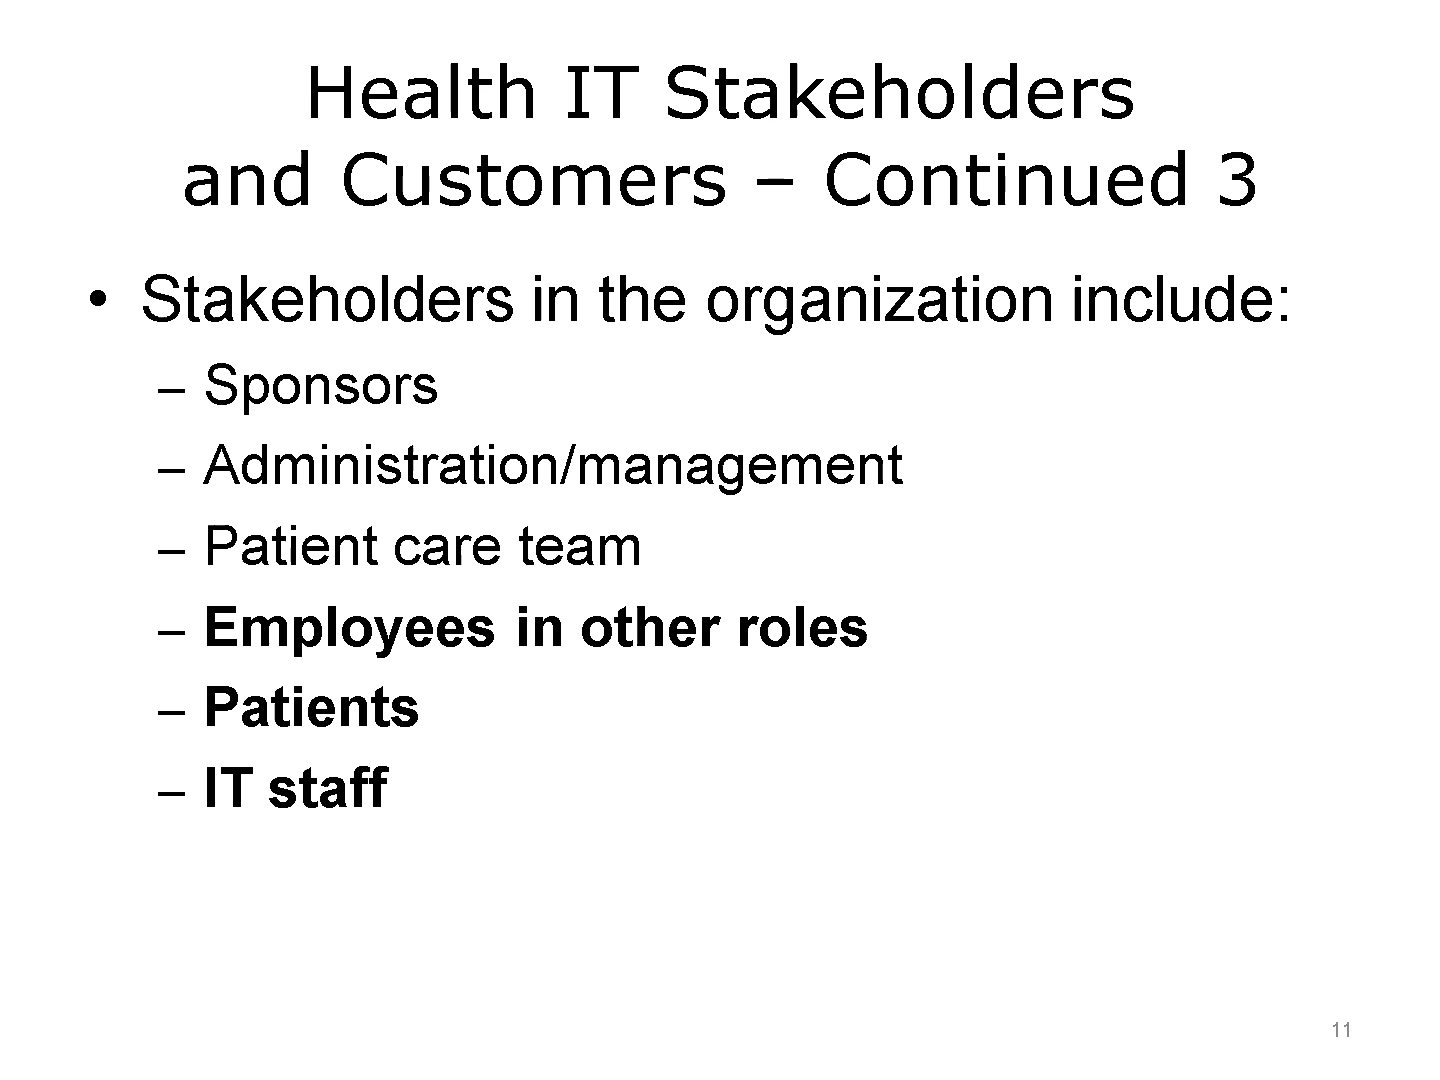 Health IT Stakeholders
and Customers – Continued 3
• Stakeholders in the organization include:
– Sponsors
– Administration/management
– Patient care team
– Employees in other roles
– Patients
– IT staff
11